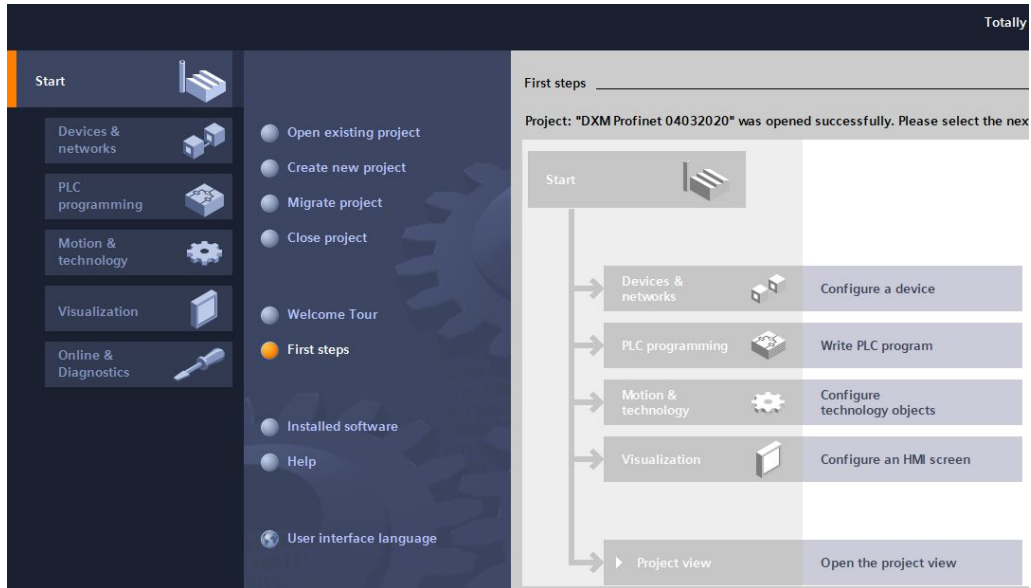 Totally
Start
Devices &
networks
PLC
programming
Motion &
technology
Visualization
Online &
Diagnostics
Open existing project
Create new project
Migrate project
Close project
Welcome Tour
First steps
Installed software
Help
User interface language
First steps
Project: "DXM Profinet 04032020" was opened successfully. Please select the nex
Start
Devices &
networks
Configure a device
PLC programming
Write PLC program
Motion &
technology
Configure
technology objects
Visualization
Configure an HMI screen
Project view
Open the project view